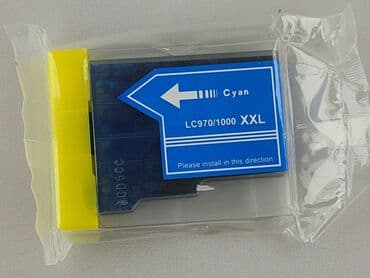 Cyan
LC970/1000 XXL
Please install in this direction